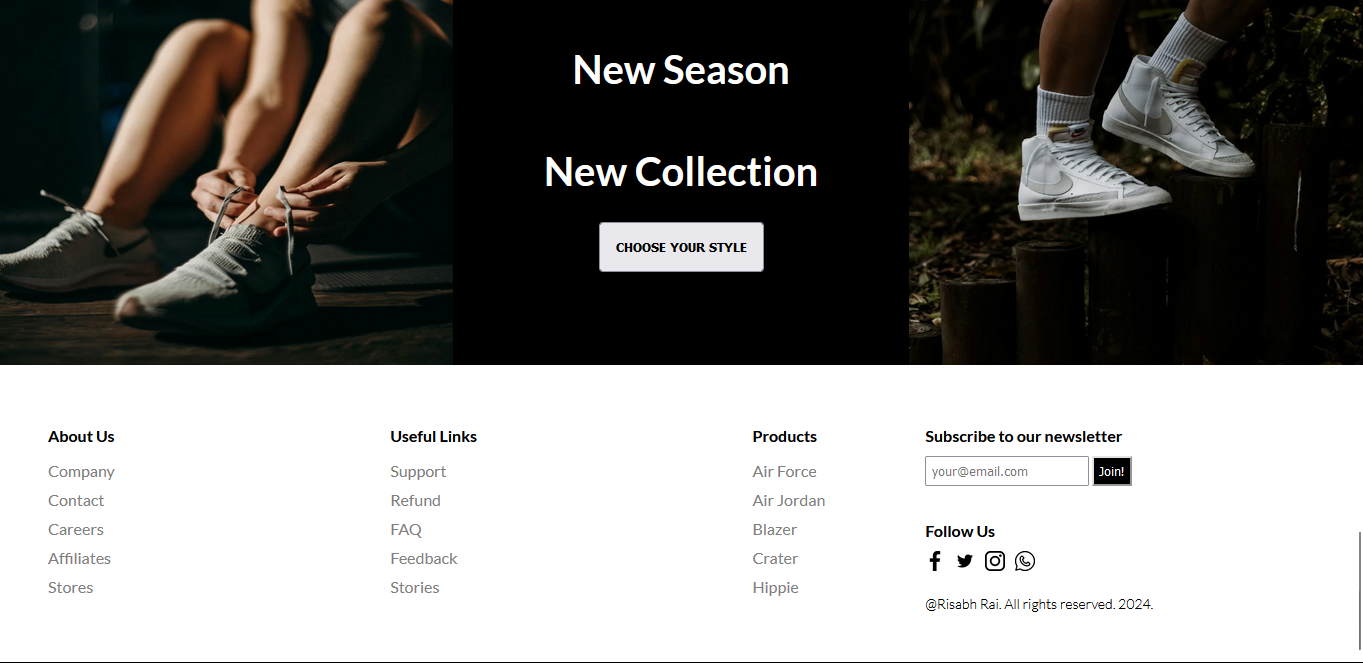 New Season
New Collection
CHOOSE YOUR STYLE
About Us
Company
Contact
Careers
Affiliates
Stores
Useful Links
Support
Refund
FAQ
Feedback
Stories
Products
Air Force
Air Jordan
Blazer
Crater
Hippie
Subscribe to our newsletter
your@email.com Join!
Follow Us
@Risabh Rai. All rights reserved. 2024.